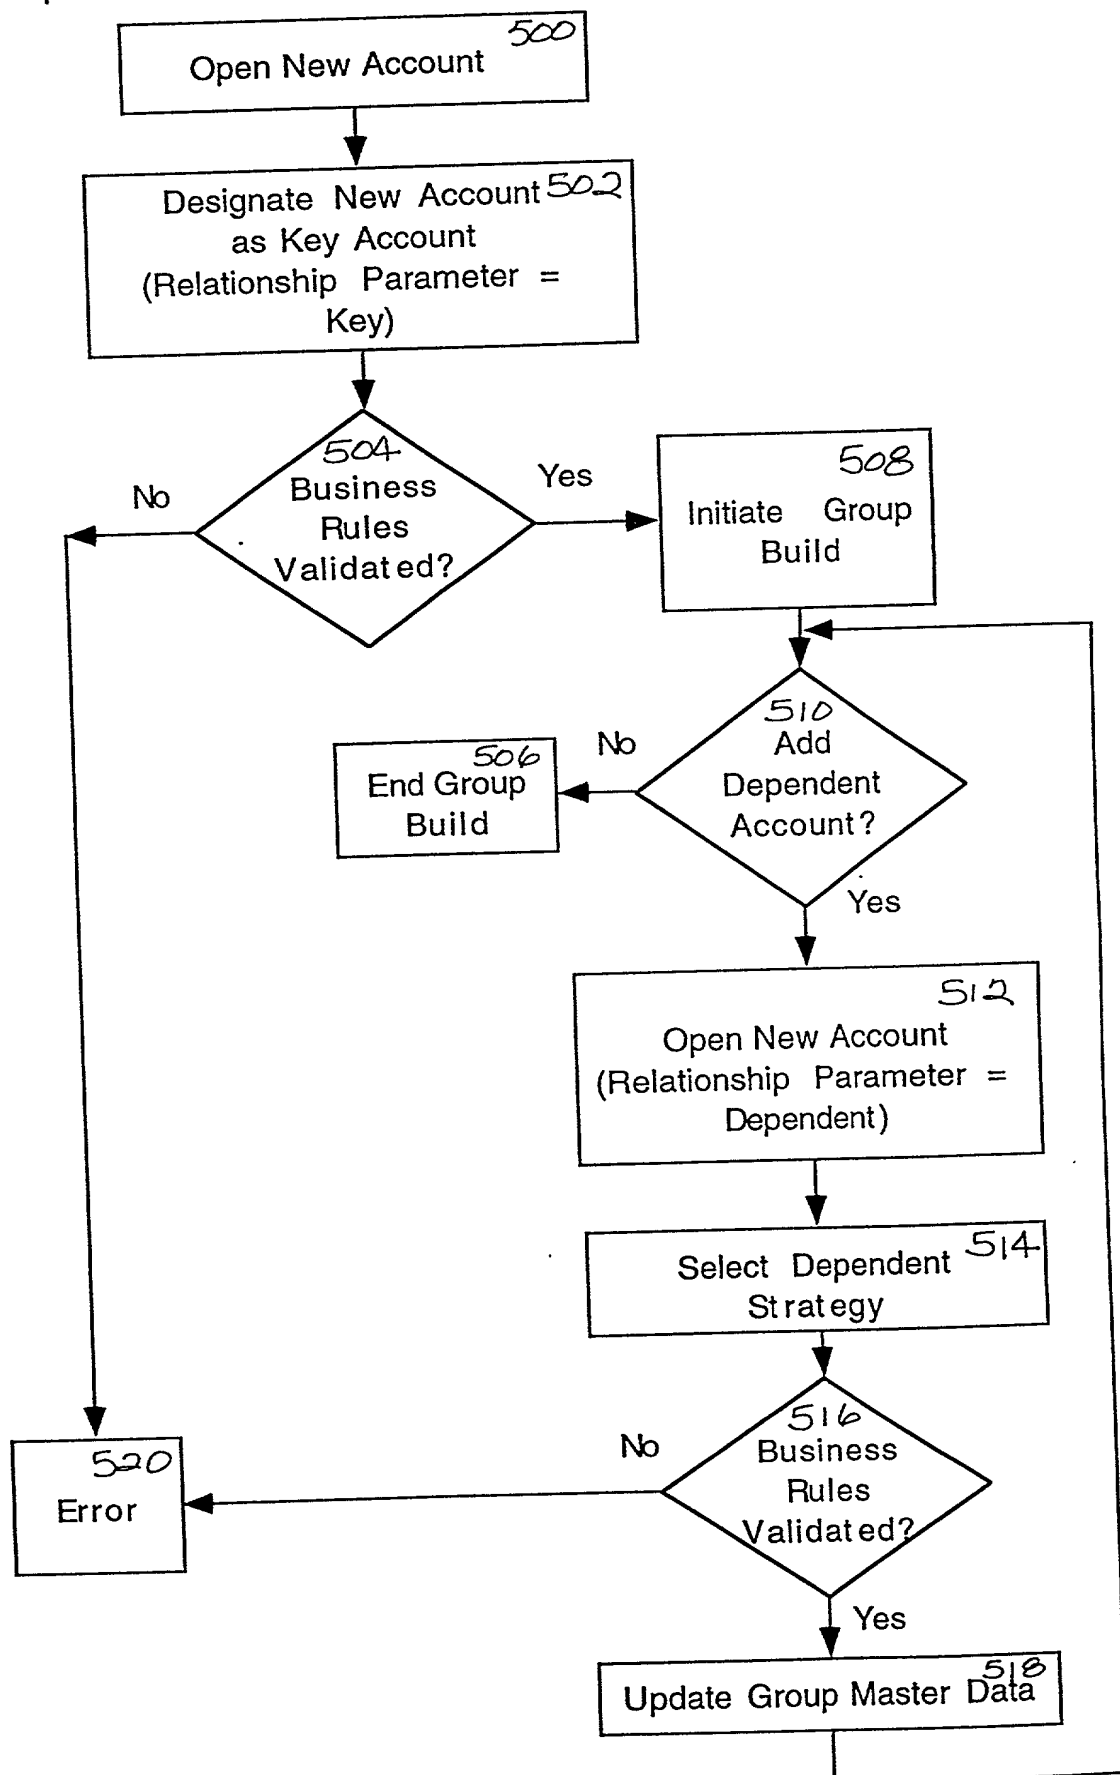 500
Open New Account
502
Designate New Account
as Key Account
(Relationship Parameter =
Key)
504
Business
Rules
Validated?
No
Yes
508
Initiate Group
Build
510
Add
Dependent
Account?
No
506
End Group
Build
Yes
512
Open New Account
(Relationship Parameter =
Dependent)
514
Select Dependent
Strategy
516
Business
Rules
Validated?
No
520
Error
Yes
518
Update Group Master Data